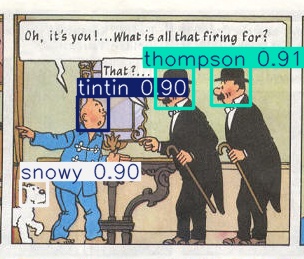 Oh, it's you!...What is all that firing for?
thompson 0.91
That?...
tintin 0.90
snowy 0.90